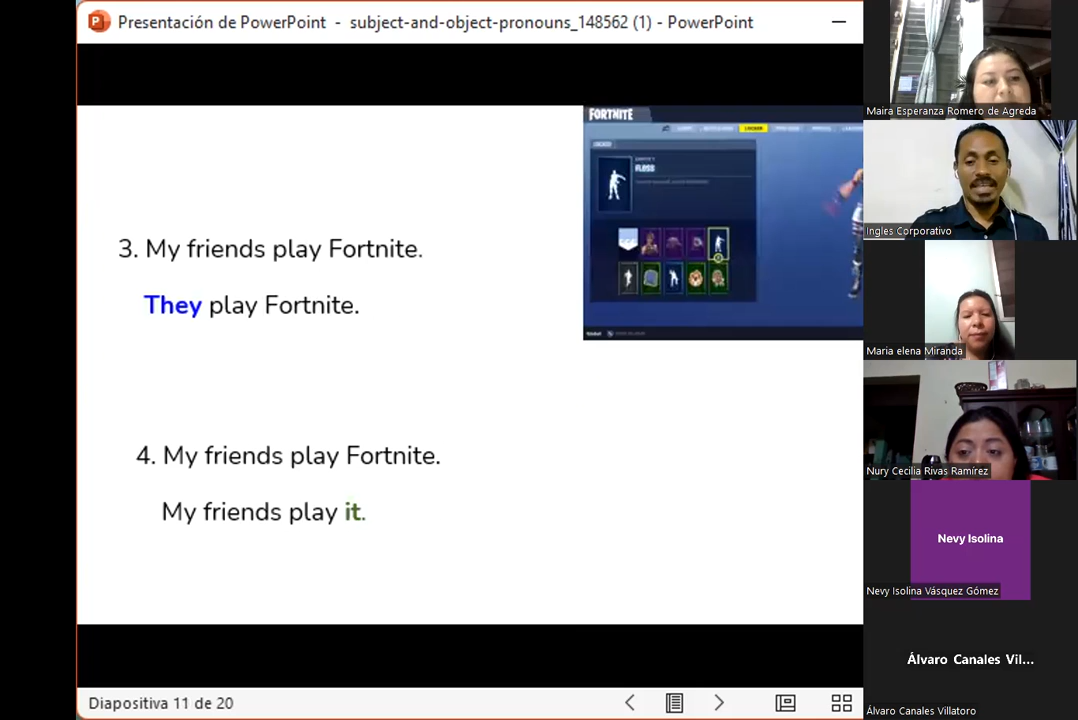 Presentación de PowerPoint - subject-and-object-pronouns_148562 (1) - PowerPoint
FORTNITE
LOCKER
FLOSS
3. My friends play Fortnite.
They play Fortnite.
4. My friends play Fortnite.
My friends play it.
Diapositiva 11 de 20
Maira Esperanza Romero de Agreda
Ingles Corporativo
Maria elena Miranda
Nury Cecilia Rivas Ramírez
Nevy Isolina
Nevy Isolina Vásquez Gómez
Álvaro Canales Vil...
Álvaro Canales Villatoro